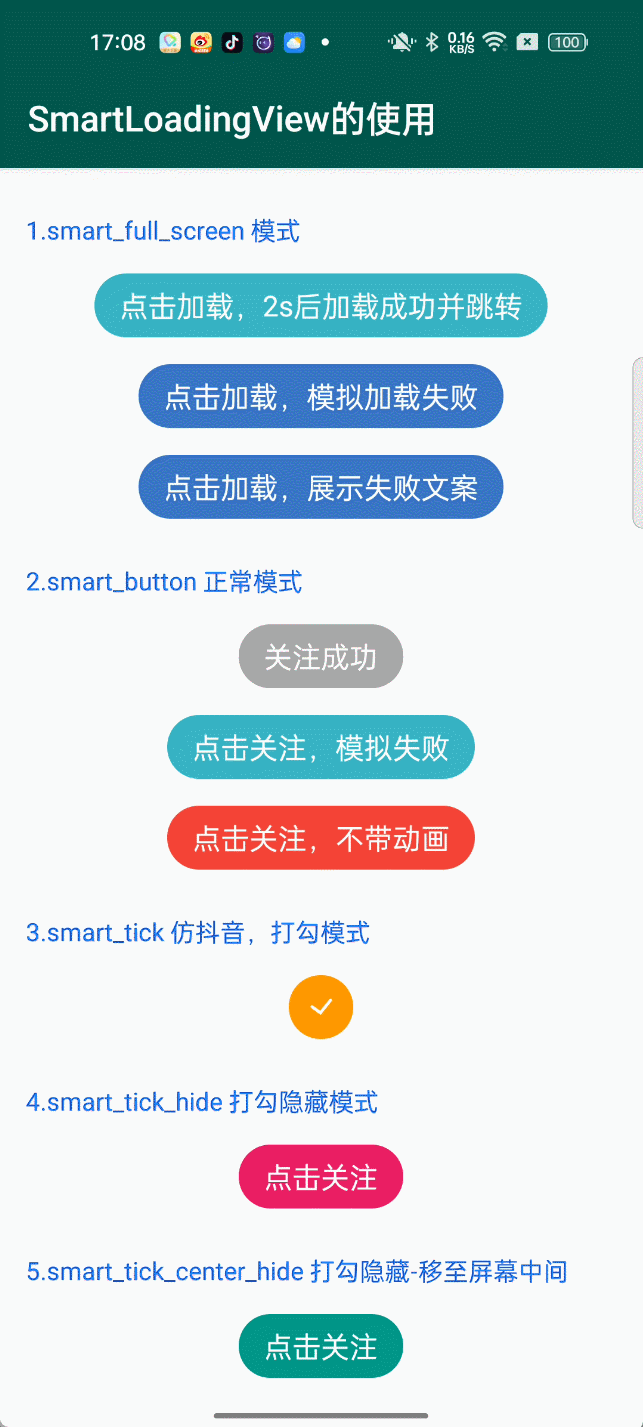 17:08
0.16
KB/S
100
SmartLoadingView的使用
1.smart_full_screen 模式
点击加载，2s后加载成功并跳转
点击加载，模拟加载失败
点击加载，展示失败文案
2.smart_button 正常模式
关注成功
点击关注，模拟失败
点击关注，不带动画
3.smart_tick 仿抖音，打勾模式
4.smart_tick_hide 打勾隐藏模式
点击关注
5.smart_tick_center_hide 打勾隐藏-移至屏幕中间
点击关注